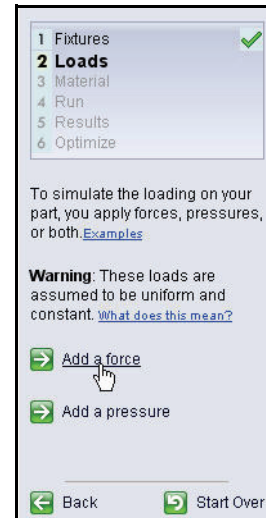 1 Fixtures
2 Loads
3 Material
4 Run
5 Results
6 Optimize
To simulate the loading on your
part, you apply forces, pressures,
or both. Examples
Warning: These loads are
assumed to be uniform and
constant. What does this mean?
Add a force
Add a pressure
Back Start Over